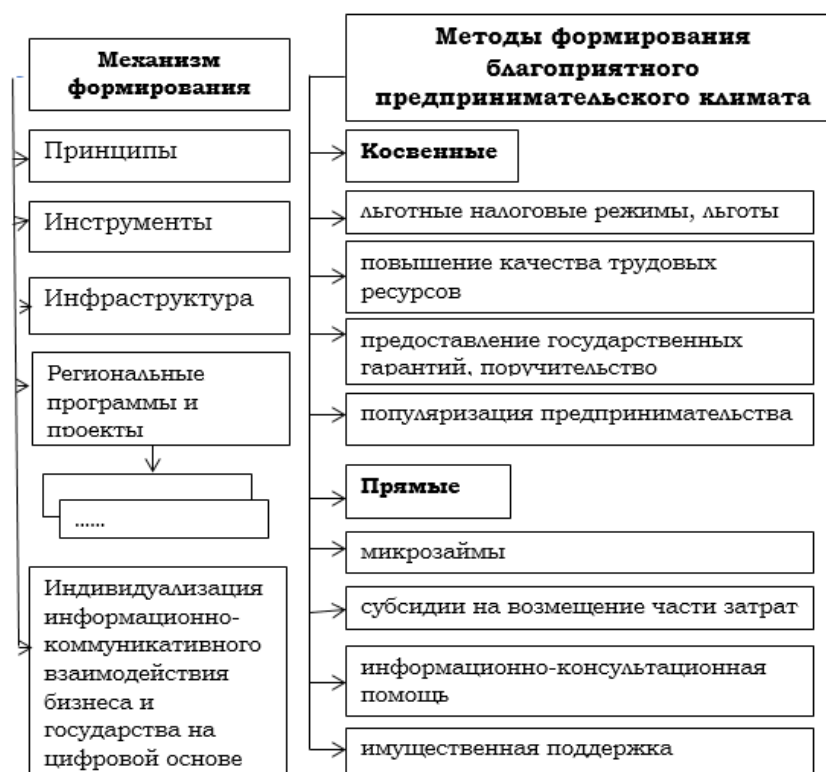 Механизм
формирования
Принципы
Инструменты
Инфраструктура
Региональные
программы и
проекты
......
Индивидуализация
информационно-
коммуникативного
взаимодействия
бизнеса и
государства на
цифровой основе
Методы формирования
благоприятного
предпринимательского климата
Косвенные
льготные налоговые режимы, льготы
повышение качества трудовых
ресурсов
предоставление государственных
гарантий, поручительство
популяризация предпринимательства
Прямые
микрозаймы
субсидии на возмещение части затрат
информационно-консультационная
помощь
имущественная поддержка